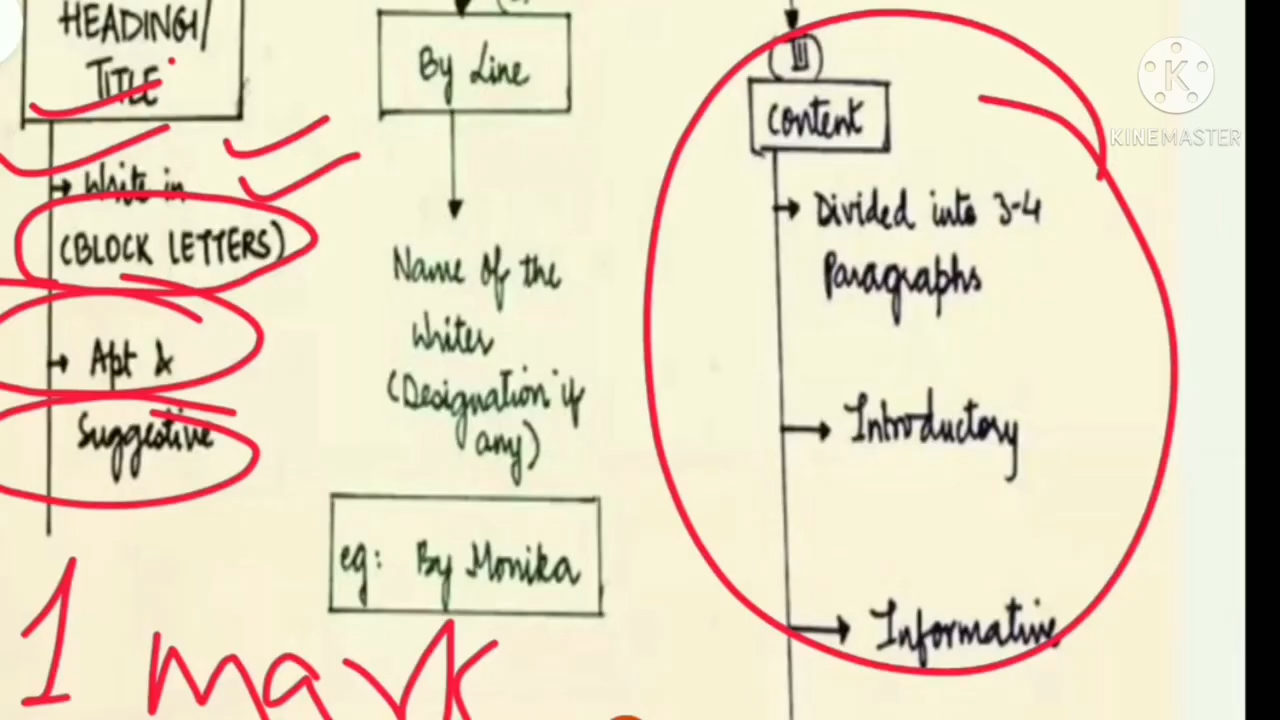 HEADING/
TITLE
→ Write in
(BLOCK LETTERS)
→ Apt &
Suggestive
1 mark
By Line
Name of the
Writer
(Designation if
any)
eg: By Monika
III
Content
→ Divided into 3-4
Paragraphs
→ Introductory
→ Informative
K
KINEMASTER